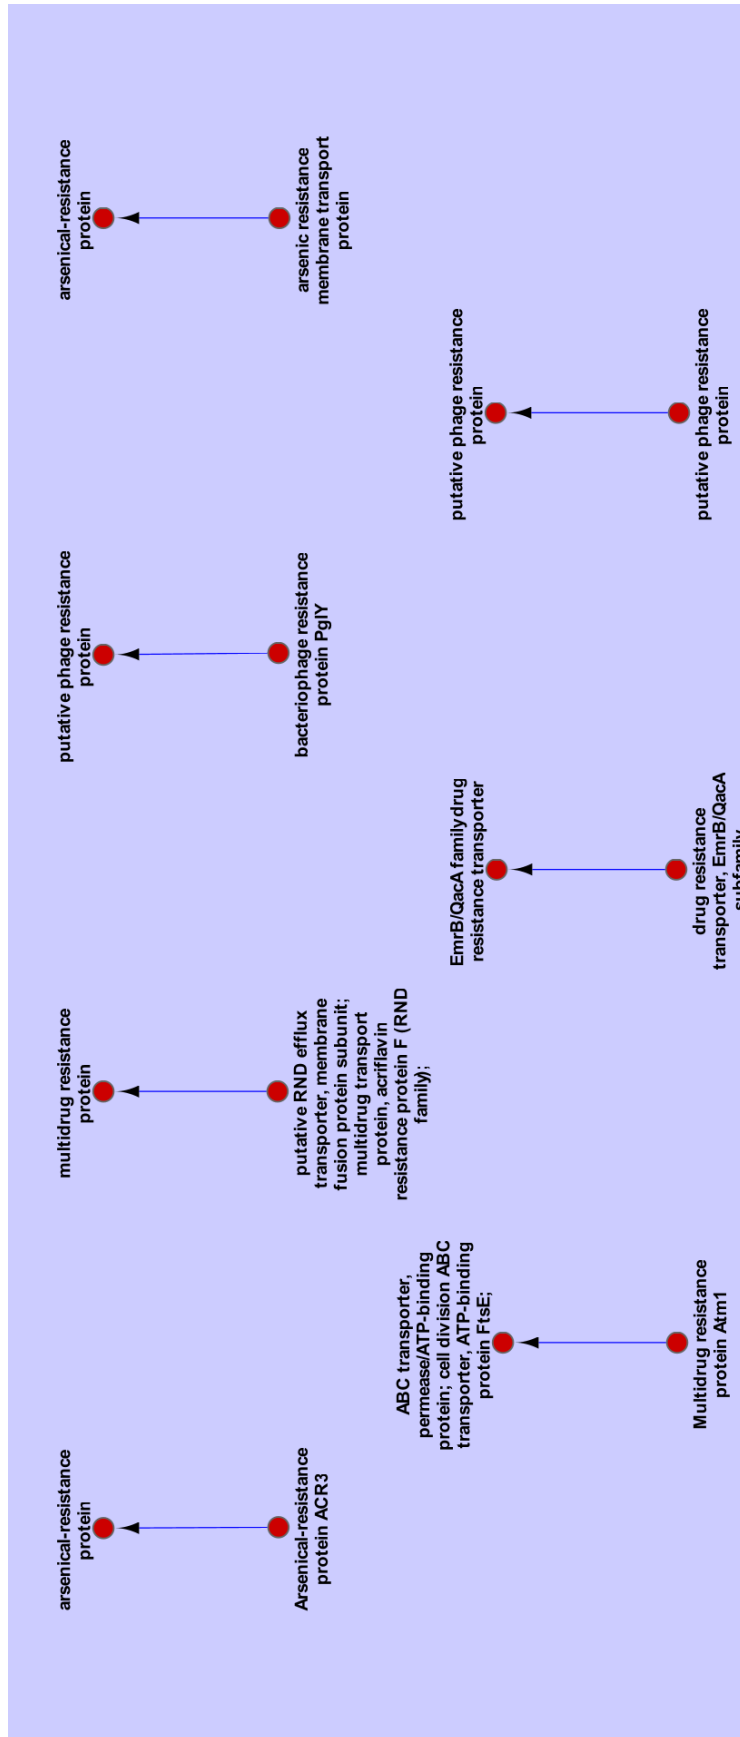 arsenical-resistance
protein
multidrug resistance
protein
putative phage resistance
protein
arsenical-resistance
protein
Arsenical-resistance
protein ACR3
putative RND efflux
transporter, membrane
fusion protein subunit;
multidrug transport
protein, acriflavin
resistance protein F (RND
family);
bacteriophage resistance
protein PglY
arsenic resistance
membrane transport
protein
ABC transporter,
permease/ATP-binding
protein; cell division ABC
transporter, ATP-binding
protein FtsE;
EmrB/QacA family drug
resistance transporter
putative phage resistance
protein
Multidrug resistance
protein Atm1
drug resistance
transporter, EmrB/QacA
subfamily
putative phage resistance
protein